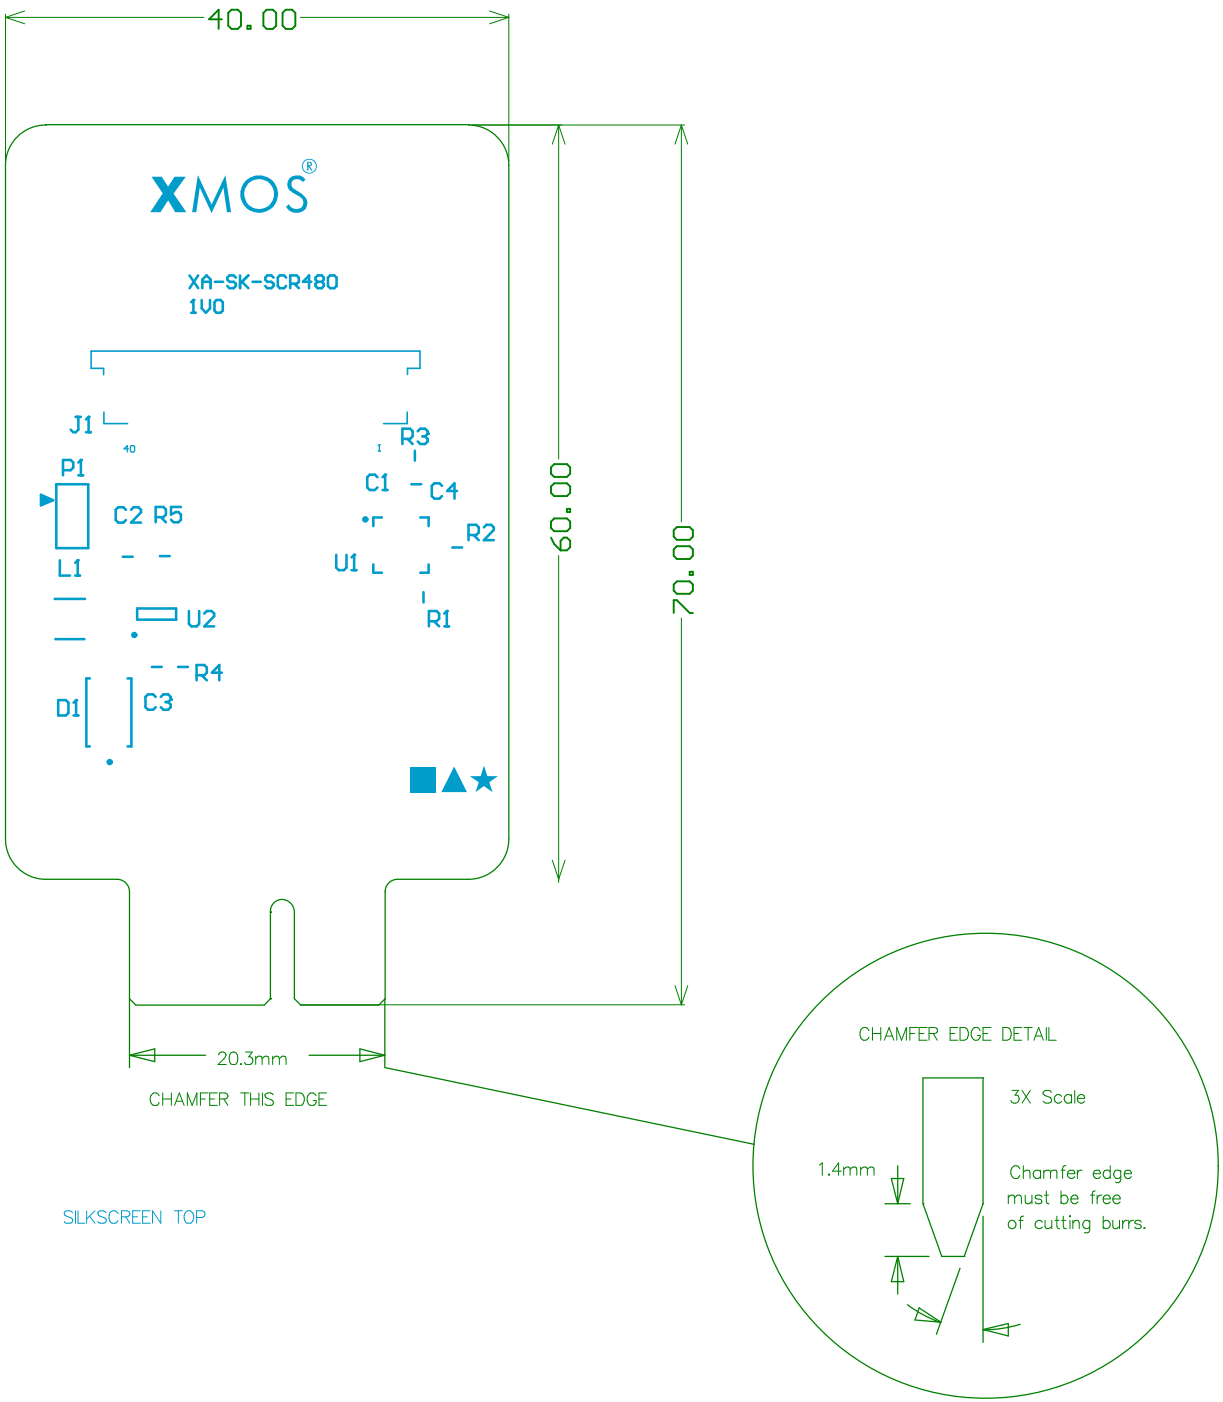 40.00
XMOS®
XA-SK-SCR480
1V0
J1
40
1
R3
P1
C1
C4
C2
R5
R2
60.00
U1
L1
70.00
U2
R1
R4
D1
C3
20.3mm
CHAMFER THIS EDGE
SILKSCREEN TOP
CHAMFER EDGE DETAIL
3X Scale
1.4mm
Chamfer edge
must be free
of cutting burrs.